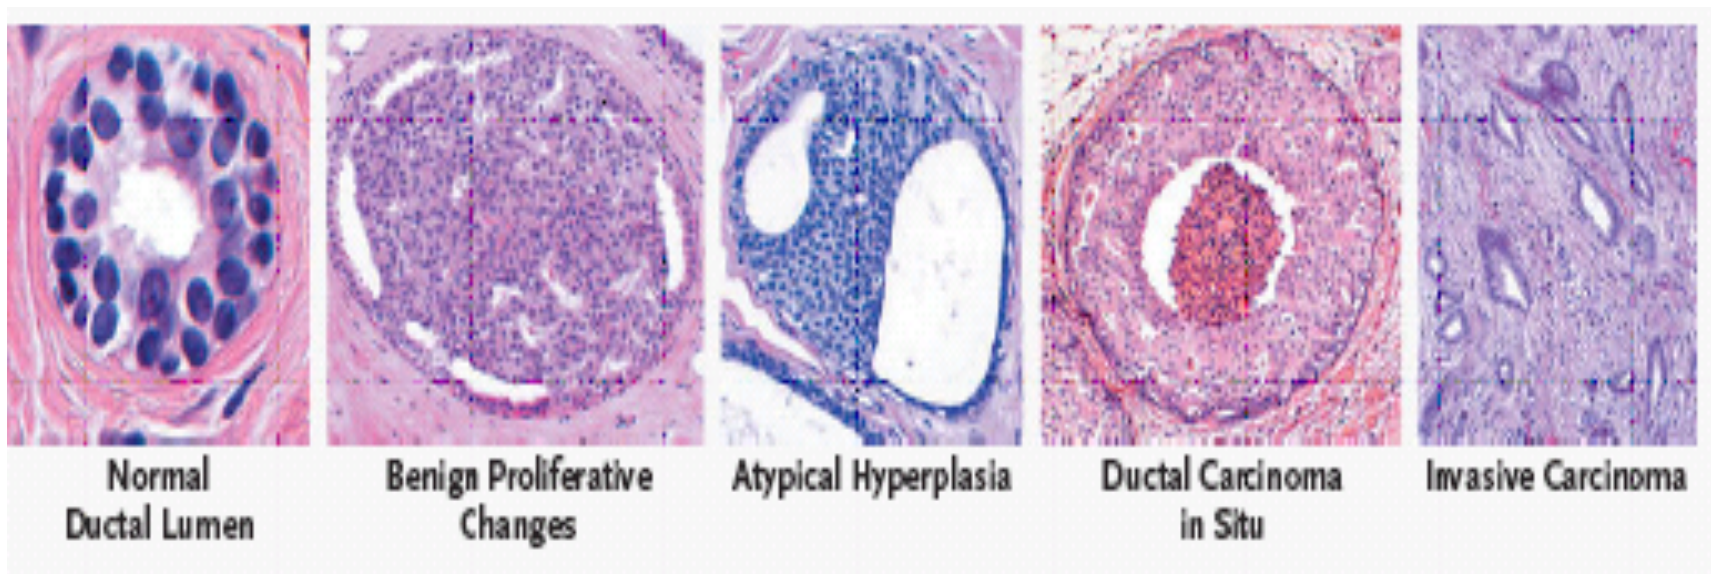 Normal
Ductal Lumen
Benign Proliferative
Changes
Atypical Hyperplasia
Ductal Carcinoma
in Situ
Invasive Carcinoma